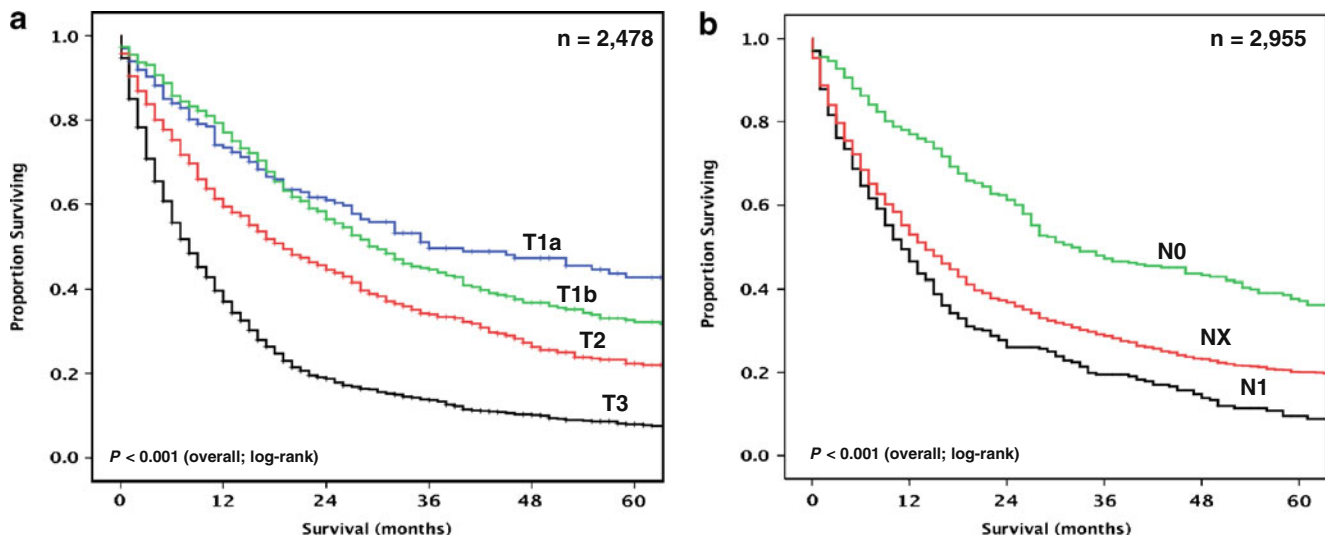 a
n = 2,478
Proportion Surviving
1.0
0.8
0.6
0.4
0.2
0.0
T1a
T1b
T2
T3
P < 0.001 (overall; log-rank)
0 12 24 36 48 60
Survival (months)
b
n = 2,955
Proportion Surviving
1.0
0.8
0.6
0.4
0.2
0.0
N0
NX
N1
P < 0.001 (overall; log-rank)
0 12 24 36 48 60
Survival (months)